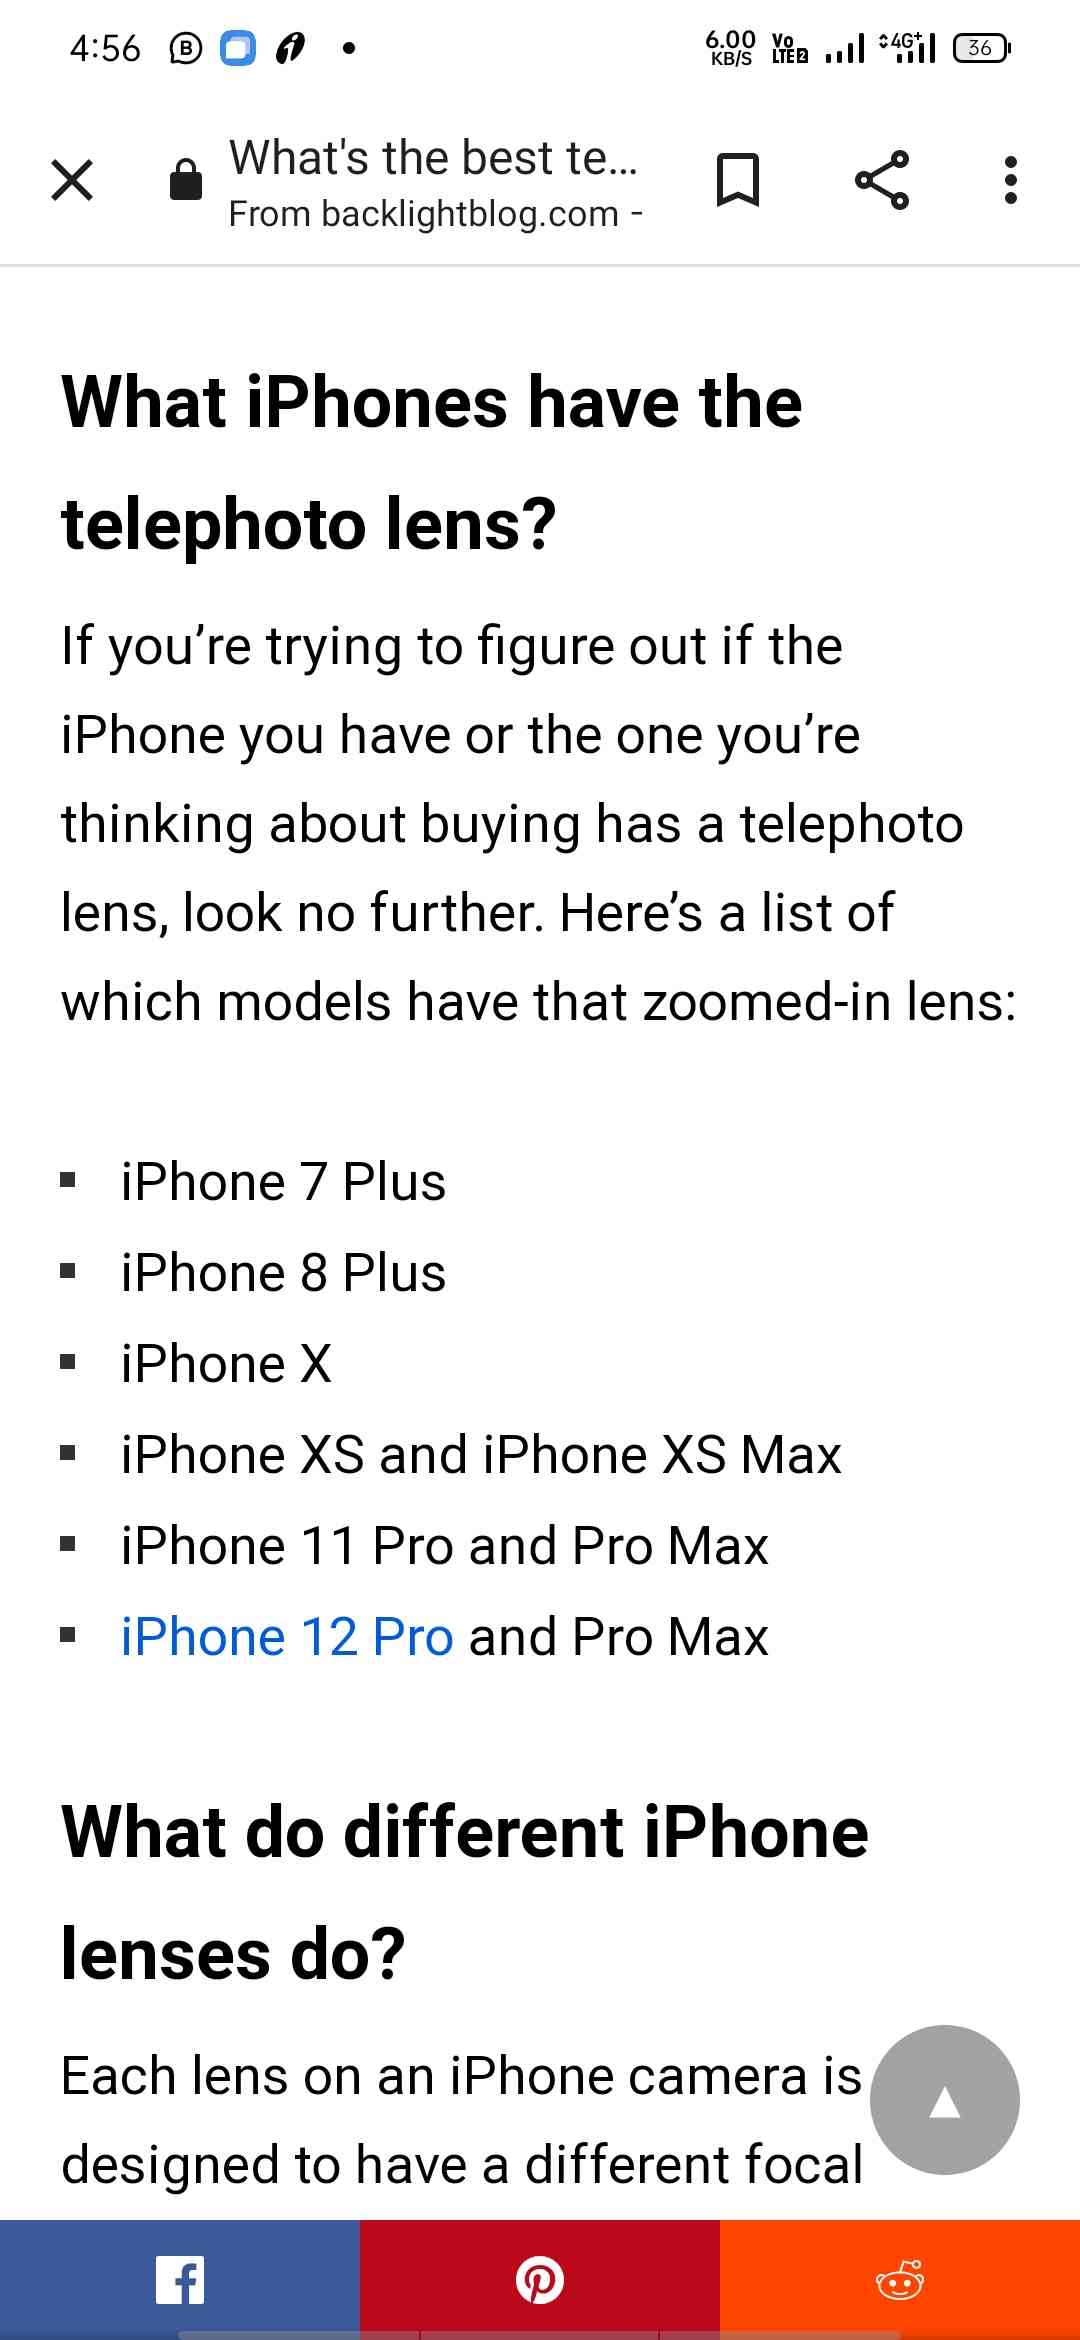 4:56
6.00 KB/S
Vo LTE 2
4G+
36
What's the best te...
From backlightblog.com -
What iPhones have the
telephoto lens?
If you’re trying to figure out if the
iPhone you have or the one you’re
thinking about buying has a telephoto
lens, look no further. Here’s a list of
which models have that zoomed-in lens:
iPhone 7 Plus
iPhone 8 Plus
iPhone X
iPhone XS and iPhone XS Max
iPhone 11 Pro and Pro Max
iPhone 12 Pro and Pro Max
What do different iPhone
lenses do?
Each lens on an iPhone camera is
designed to have a different focal